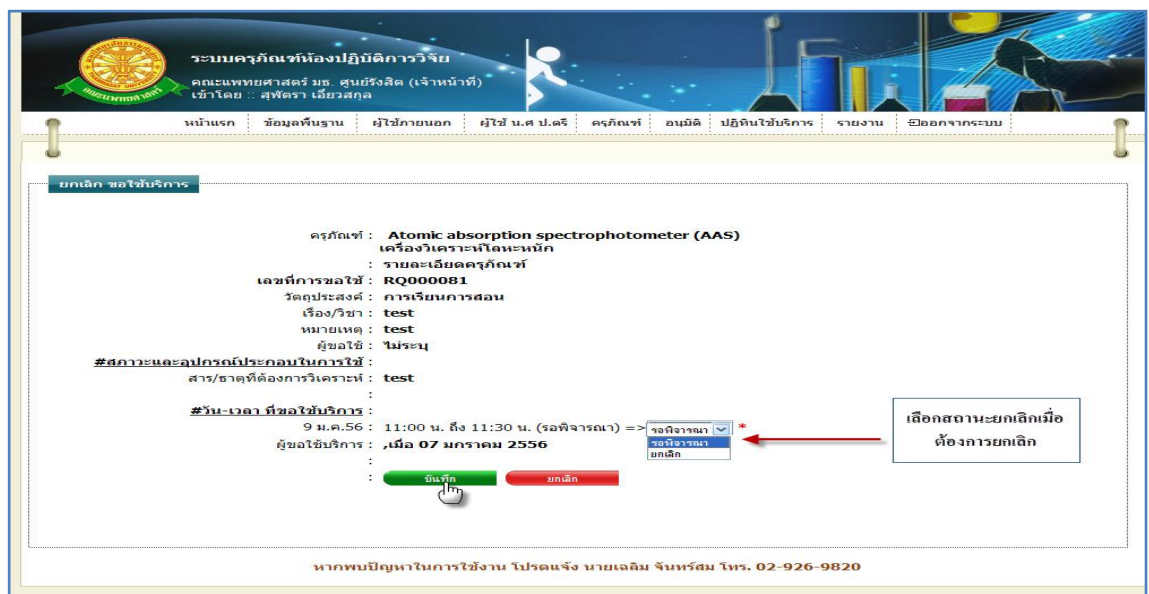 ระบบครุภัณฑ์ห้องปฏิบัติการวิจัย
คณะแพทยศาสตร์ มธ. ศูนย์รังสิต (เจ้าหน้าที่)
เข้าโดย :: สุพัตรา เอี่ยวสกุล
คณะแพทยศาสตร์
หน้าแรก ข้อมูลพื้นฐาน ผู้ใช้ภายนอก ผู้ใช้ น.ศ ป.ตรี ครุภัณฑ์ อนุมัติ ปฏิทินใช้บริการ รายงาน ออกจากระบบ
ยกเลิก ขอใช้บริการ
ครุภัณฑ์ : Atomic absorption spectrophotometer (AAS)
เครื่องวิเคราะห์โลหะหนัก
: รายละเอียดครุภัณฑ์
เลขที่การขอใช้ : RQ000081
วัตถุประสงค์ : การเรียนการสอน
เรื่อง/วิชา : test
หมายเหตุ : test
ผู้ขอใช้ : ไม่ระบุ
#สภาวะและอุปกรณ์ประกอบในการใช้ :
สาร/ธาตุที่ต้องการวิเคราะห์ : test
:
#วัน-เวลา ที่ขอใช้บริการ :
9 ม.ค.56 : 11:00 น. ถึง 11:30 น. (รอพิจารณา) => รอพิจารณา *
รอพิจารณา
ยกเลิก
ผู้ขอใช้บริการ : ,เมื่อ 07 มกราคม 2556
:
: บันทึก ยกเลิก
เลือกสถานะยกเลิกเมื่อ
ต้องการยกเลิก
หากพบปัญหาในการใช้งาน โปรดแจ้ง นายเฉลิม จันทร์สม โทร. 02-926-9820